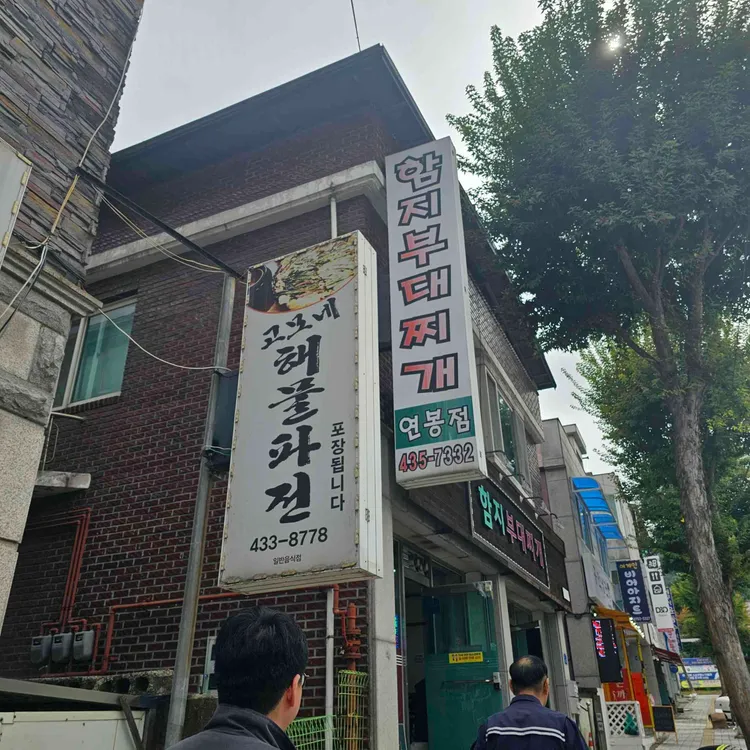 고모네
해물파전
포장됩니다
433-8778
일반음식점
함지부대찌개
연봉점
435-7332
함지부대찌개